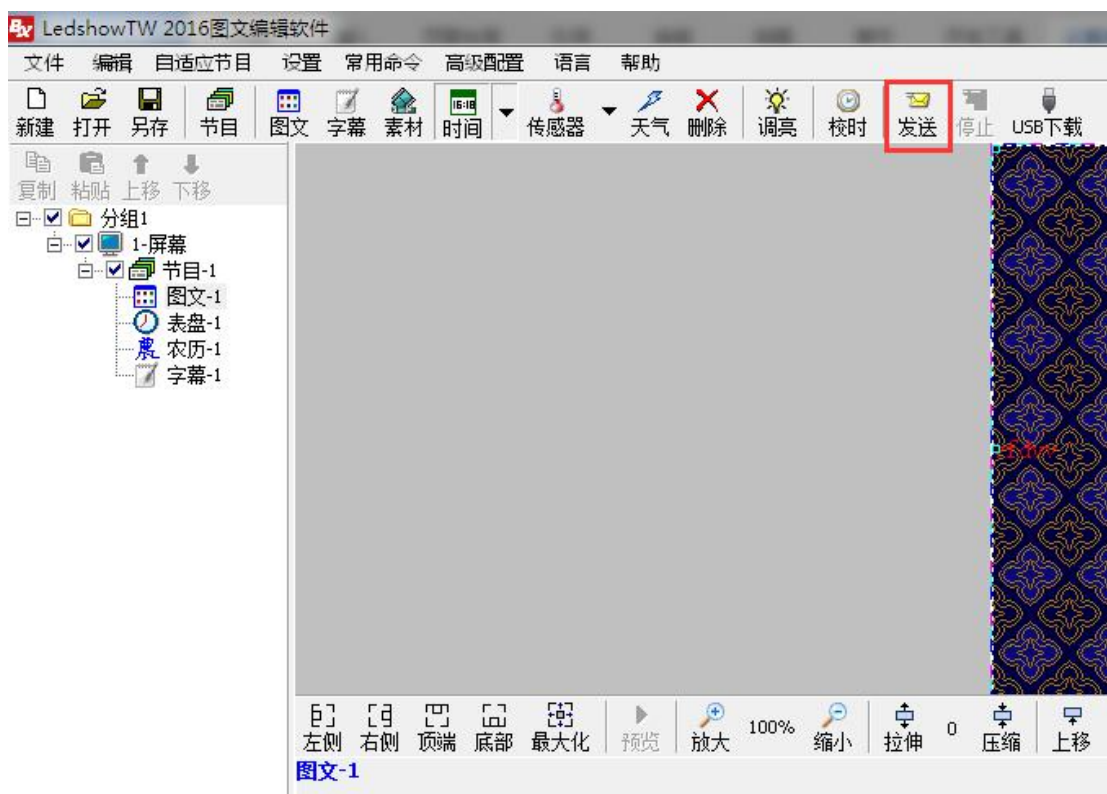 BX LedshowTW 2016图文编辑软件
文件 编辑 自适应节目 设置 常用命令 高级配置 语言 帮助
新建 打开 另存 节目 图文 字幕 素材 16:18 时间 传感器 天气 删除 调亮 校时 发送 停止 USB下载
复制 粘贴 上移 下移
分组1
1-屏幕
节目-1
图文-1
表盘-1
農 农历-1
字幕-1
左侧 右侧 顶端 底部 最大化 预览 放大 100% 缩小 拉伸 0 压缩 上移
图文-1